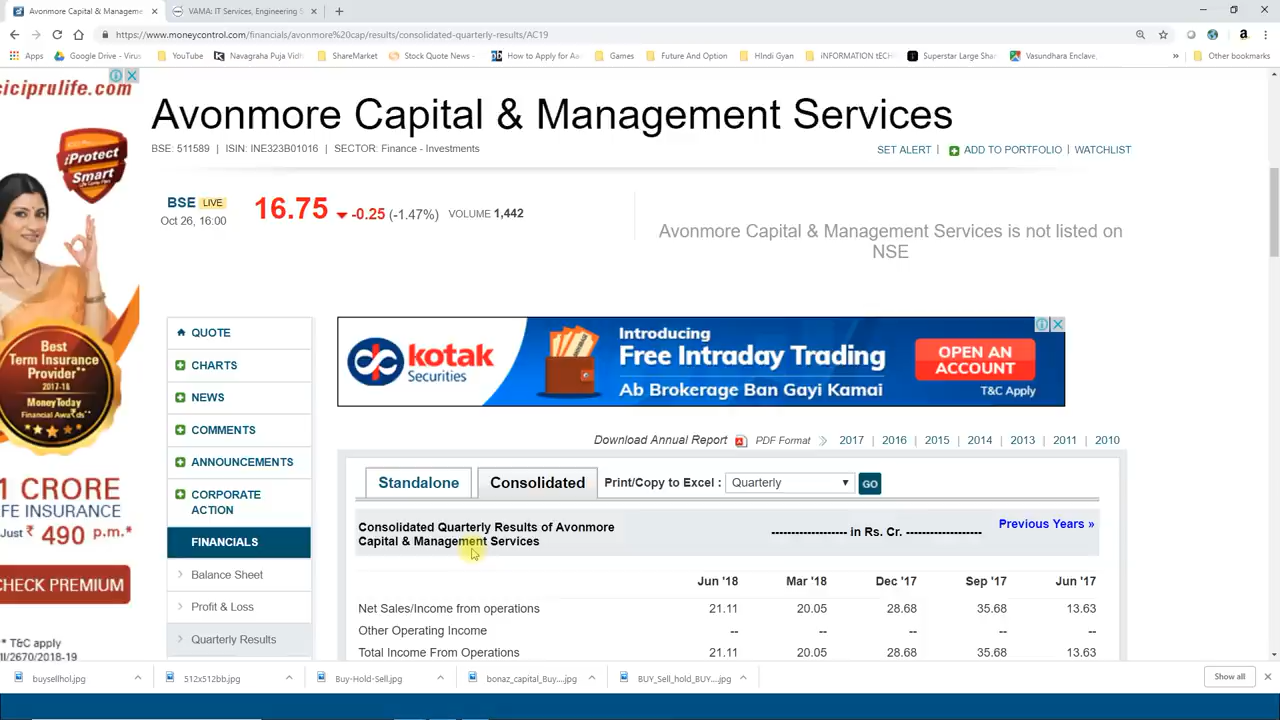 Avonmore Capital & Manageme
VAMA: IT Services, Engineering S
https://www.moneycontrol.com/financials/avonmore%20cap/results/consolidated-quarterly-results/AC19
Apps
Google Drive - Virus
YouTube
Navagraha Puja Vidh
ShareMarket
Stock Quote News -
How to Apply for Aa
Games
Future And Option
HIndi Gyan
iNFORMATION tECH
Superstar Large Shar
Vasundhara Enclave,
Other bookmarks
iciciprulife.com
Avonmore Capital & Management Services
BSE: 511589 | ISIN: INE323B01016 | SECTOR: Finance - Investments
SET ALERT | ADD TO PORTFOLIO | WATCHLIST
iProtect
Smart
BSE LIVE
Oct 26, 16:00
16.75 -0.25 (-1.47%) VOLUME 1,442
Avonmore Capital & Management Services is not listed on
NSE
QUOTE
CHARTS
NEWS
COMMENTS
ANNOUNCEMENTS
CORPORATE
ACTION
FINANCIALS
Balance Sheet
Profit & Loss
Quarterly Results
kotak
Securities
Introducing
Free Intraday Trading
Ab Brokerage Ban Gayi Kamai
OPEN AN
ACCOUNT
T&C Apply
Best
Term Insurance
Provider**
2017-18
MoneyToday
Financial Awards**
1 CRORE
FE INSURANCE
Just ₹ 490 p.m.*
CHECK PREMIUM
* T&C apply
II/2670/2018-19
Download Annual Report PDF Format 2017 | 2016 | 2015 | 2014 | 2013 | 2011 | 2010
Standalone
Consolidated
Print/Copy to Excel : Quarterly GO
Consolidated Quarterly Results of Avonmore
Capital & Management Services
------------------- in Rs. Cr. -------------------
Previous Years »
Jun '18 Mar '18 Dec '17 Sep '17 Jun '17
Net Sales/Income from operations 21.11 20.05 28.68 35.68 13.63
Other Operating Income -- -- -- -- --
Total Income From Operations 21.11 20.05 28.68 35.68 13.63
buysellhol.jpg
512x512bb.jpg
Buy-Hold-Sell.jpg
bonaz_capital_Buy....jpg
BUY_Sell_hold_BUY....jpg
Show all